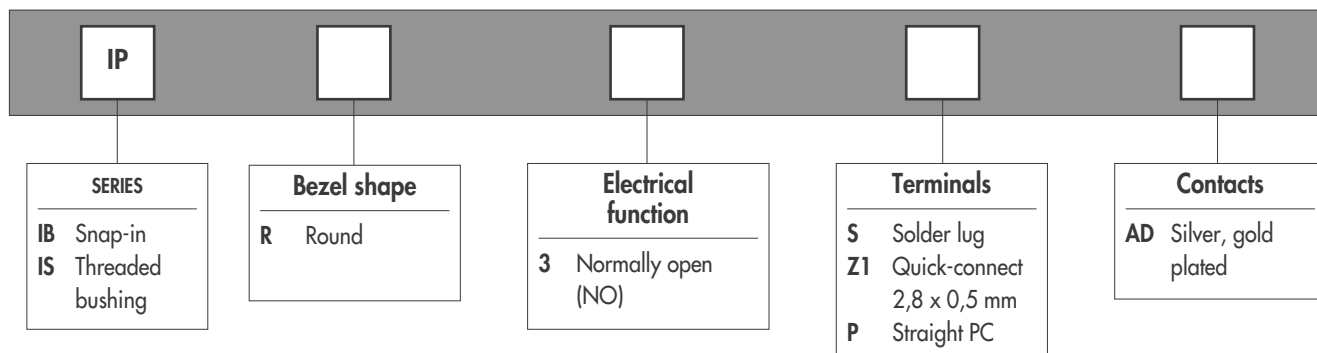 IP
SERIES
IB Snap-in
IS Threaded
bushing
Bezel shape
R Round
Electrical
function
3 Normally open
(NO)
Terminals
S Solder lug
Z1 Quick-connect
2,8 x 0,5 mm
P Straight PC
Contacts
AD Silver, gold
plated